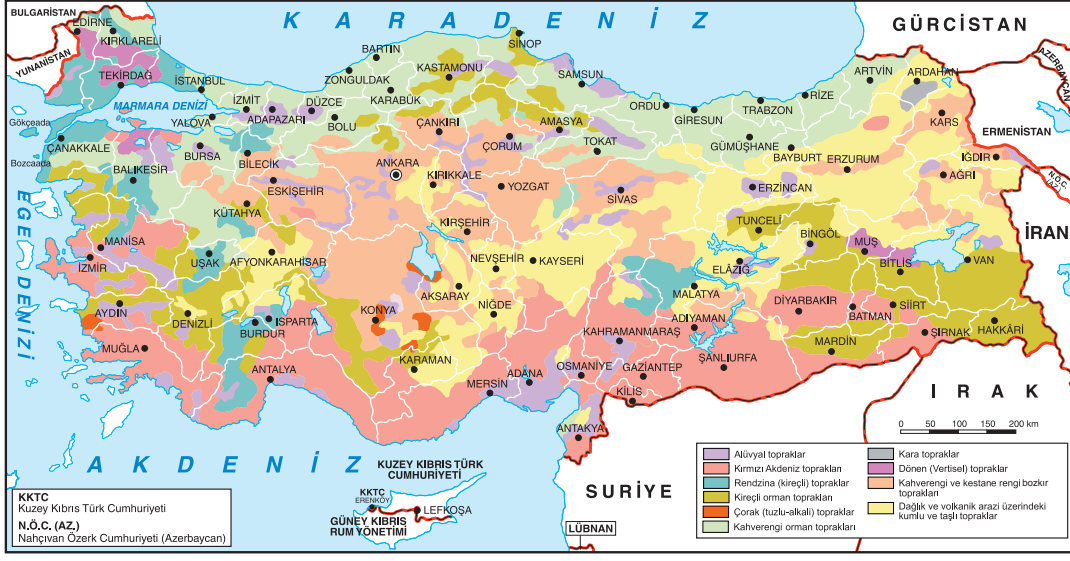 BULGARİSTAN
KARADENİZ
GÜRCİSTAN
EDİRNE
KIRKLARELİ
YUNANİSTAN
TEKİRDAĞ
İSTANBUL
MARMARA DENİZİ
Gökçeada
Bozcaada
ÇANAKKALE
YALOVA
İZMİT
ADAPAZARI
DÜZCE
BOLU
ZONGULDAK
BARTIN
KARABÜK
KASTAMONU
SİNOP
SAMSUN
ORDU
GİRESUN
TRABZON
RİZE
ARTVİN
ARDAHAN
AZERBAYCAN
KARS
ERMENİSTAN
IĞDIR
N.Ö.C.
(AZ.)
BURSA
BİLECİK
BALIKESİR
ESKİŞEHİR
KÜTAHYA
ANKARA
ÇANKIRI
KIRIKKALE
ÇORUM
AMASYA
TOKAT
YOZGAT
SİVAS
GÜMÜŞHANE
BAYBURT
ERZURUM
ERZİNCAN
AĞRI
İRAN
EGE DENİZİ
MANİSA
İZMİR
UŞAK
AFYONKARAHİSAR
KIRŞEHİR
NEVŞEHİR
KAYSERİ
AKSARAY
NİĞDE
TUNCELİ
BİNGÖL
MUŞ
BİTLİS
VAN
ELÂZIĞ
MALATYA
AYDIN
DENİZLİ
BURDUR
ISPARTA
KONYA
KARAMAN
KAHRAMANMARAŞ
ADIYAMAN
DİYARBAKIR
BATMAN
SİİRT
HAKKÂRİ
ŞIRNAK
MARDİN
MUĞLA
ANTALYA
MERSİN
ADANA
OSMANİYE
GAZİANTEP
ŞANLIURFA
KİLİS
ANTAKYA
AKDENİZ
SURİYE
IRAK
LÜBNAN
KUZEY KIBRIS TÜRK
CUMHURİYETİ
KKTC
ERENKÖY
LEFKOŞA
GÜNEY KIBRIS
RUM YÖNETİMİ
KKTC
Kuzey Kıbrıs Türk Cumhuriyeti
N.Ö.C. (AZ.)
Nahçıvan Özerk Cumhuriyeti (Azerbaycan)
0 50 100 150 200 km
Alüvyal topraklar
Kırmızı Akdeniz toprakları
Rendzina (kireçli) topraklar
Kireçli orman toprakları
Çorak (tuzlu-alkali) topraklar
Kahverengi orman toprakları
Kara topraklar
Dönen (Vertisel) topraklar
Kahverengi ve kestane rengi bozkır
toprakları
Dağlık ve volkanik arazi üzerindeki
kumlu ve taşlı topraklar